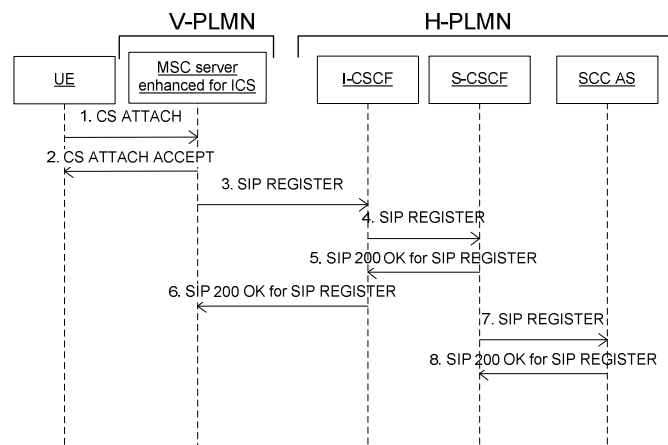 V-PLMN
H-PLMN
UE
MSC server
enhanced for ICS
I-CSCF
S-CSCF
SCC AS
1. CS ATTACH
2. CS ATTACH ACCEPT
3. SIP REGISTER
4. SIP REGISTER
5. SIP 200 OK for SIP REGISTER
6. SIP 200 OK for SIP REGISTER
7. SIP REGISTER
8. SIP 200 OK for SIP REGISTER